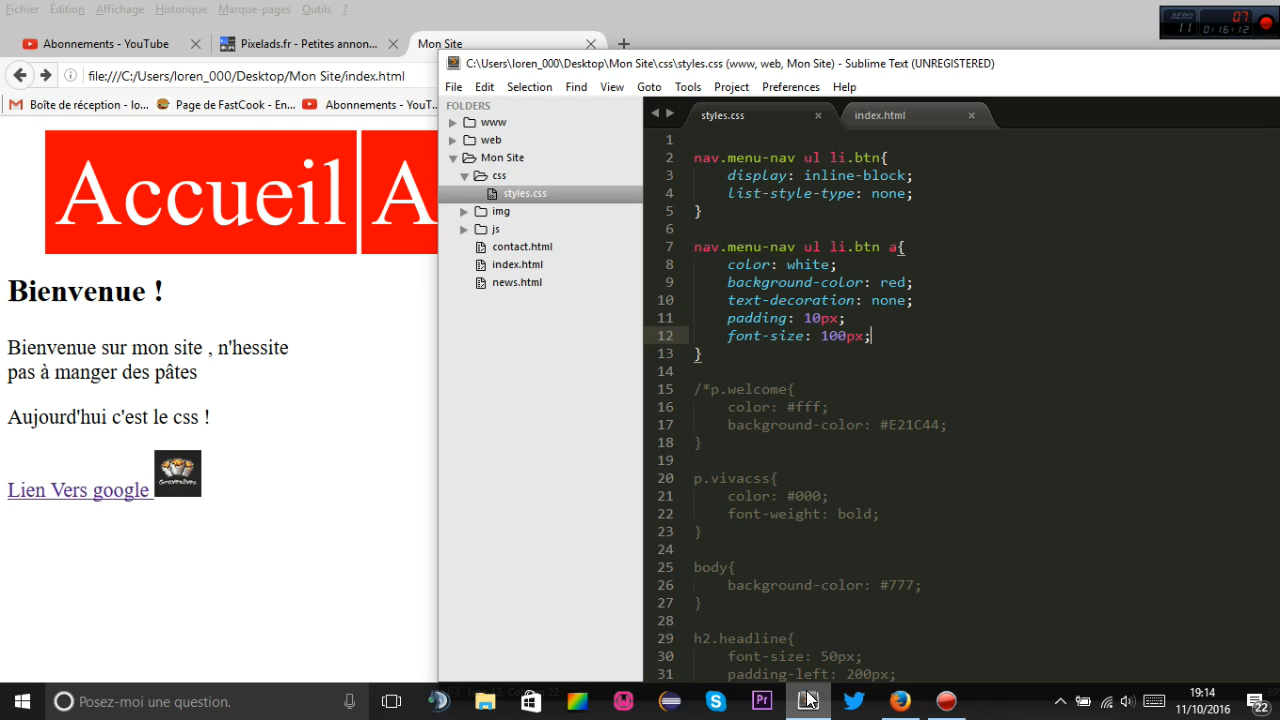 Fichier Édition Affichage Historique Marque-pages Outils ?
AERO 11 07 0:16:12
Abonnements - YouTube
Pixelads.fr - Petites annon...
Mon Site
file:///C:/Users/loren_000/Desktop/Mon Site/index.html
Boîte de réception - lo...
Page de FastCook - En...
Abonnements - YouT...
Accueil A
Bienvenue !
Bienvenue sur mon site , n'hessite
pas à manger des pâtes
Aujourd'hui c'est le css !
Lien Vers google
C:\Users\loren_000\Desktop\Mon Site\css\styles.css (www, web, Mon Site) - Sublime Text (UNREGISTERED)
File Edit Selection Find View Goto Tools Project Preferences Help
FOLDERS
www
web
Mon Site
css
styles.css
img
js
contact.html
index.html
news.html
styles.css
index.html
1
2 nav.menu-nav ul li.btn{
3 display: inline-block;
4 list-style-type: none;
5 }
6
7 nav.menu-nav ul li.btn a{
8 color: white;
9 background-color: red;
10 text-decoration: none;
11 padding: 10px;
12 font-size: 100px;
13 }
14
15 /*p.welcome{
16 color: #fff;
17 background-color: #E21C44;
18 }
19
20 p.vivacss{
21 color: #000;
22 font-weight: bold;
23 }
24
25 body{
26 background-color: #777;
27 }
28
29 h2.headline{
30 font-size: 50px;
31 padding-left: 200px;
Posez-moi une question.
Pr
19:14
11/10/2016
22